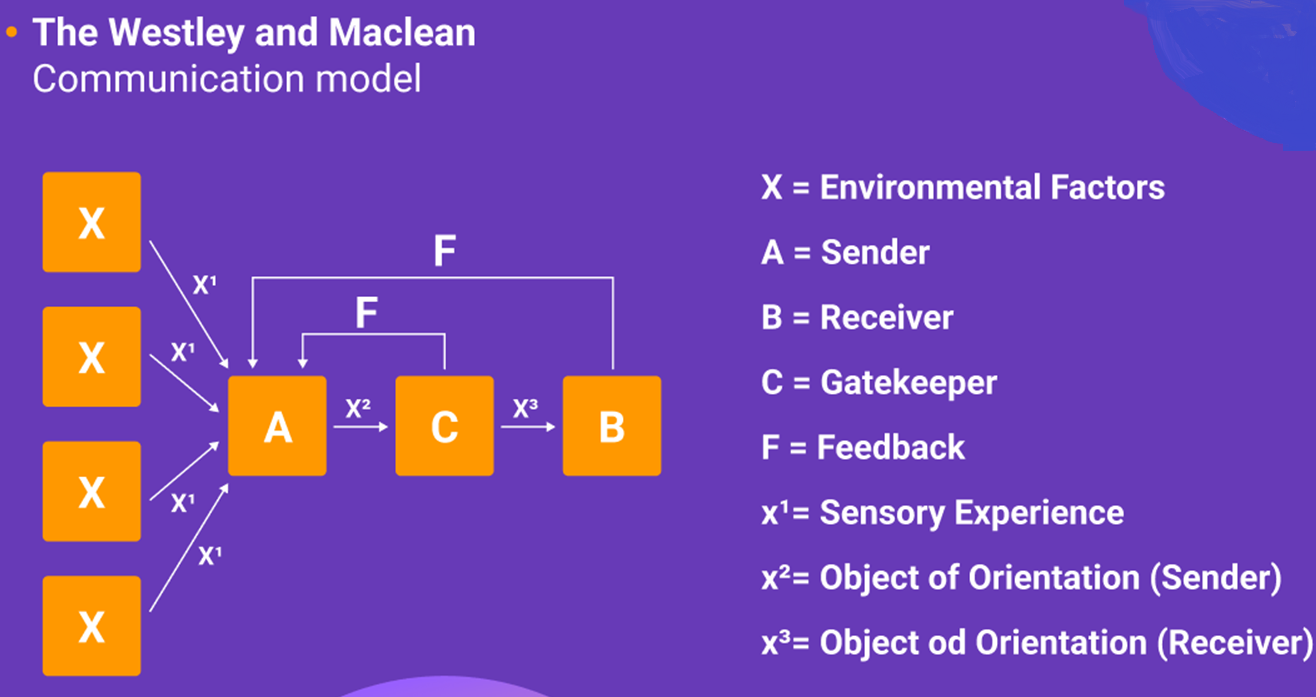 • The Westley and Maclean
Communication model
X
X
X
X
X¹
X¹
X¹
X¹
F
F
A
X²
C
X³
B
X = Environmental Factors
A = Sender
B = Receiver
C = Gatekeeper
F = Feedback
x¹= Sensory Experience
x²= Object of Orientation (Sender)
x³= Object od Orientation (Receiver)